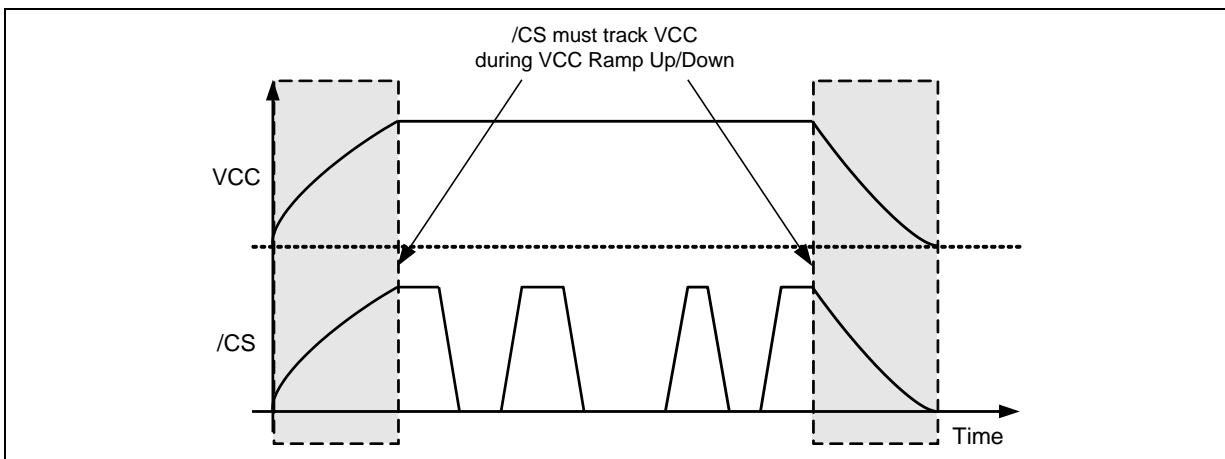 /CS must track VCC
during VCC Ramp Up/Down
VCC
/CS
Time